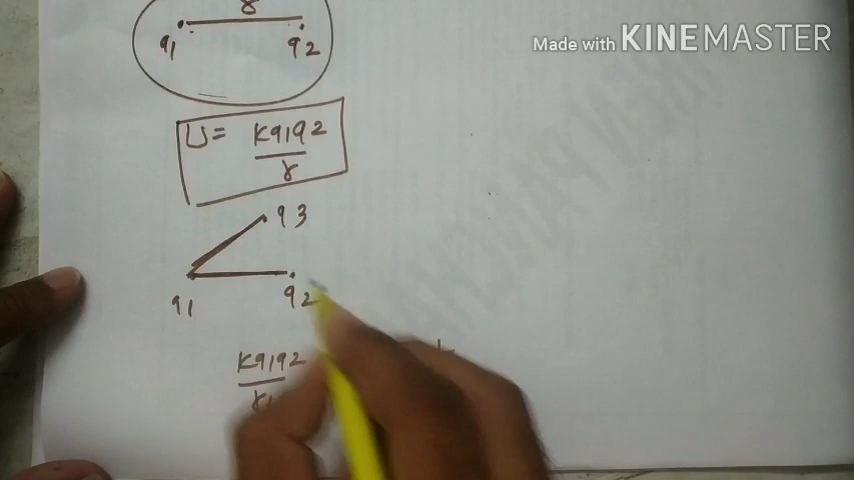 r
q1 q2
Made with KINEMASTER
U = Kq1q2
r
q3
q1 q2
Kq1q2